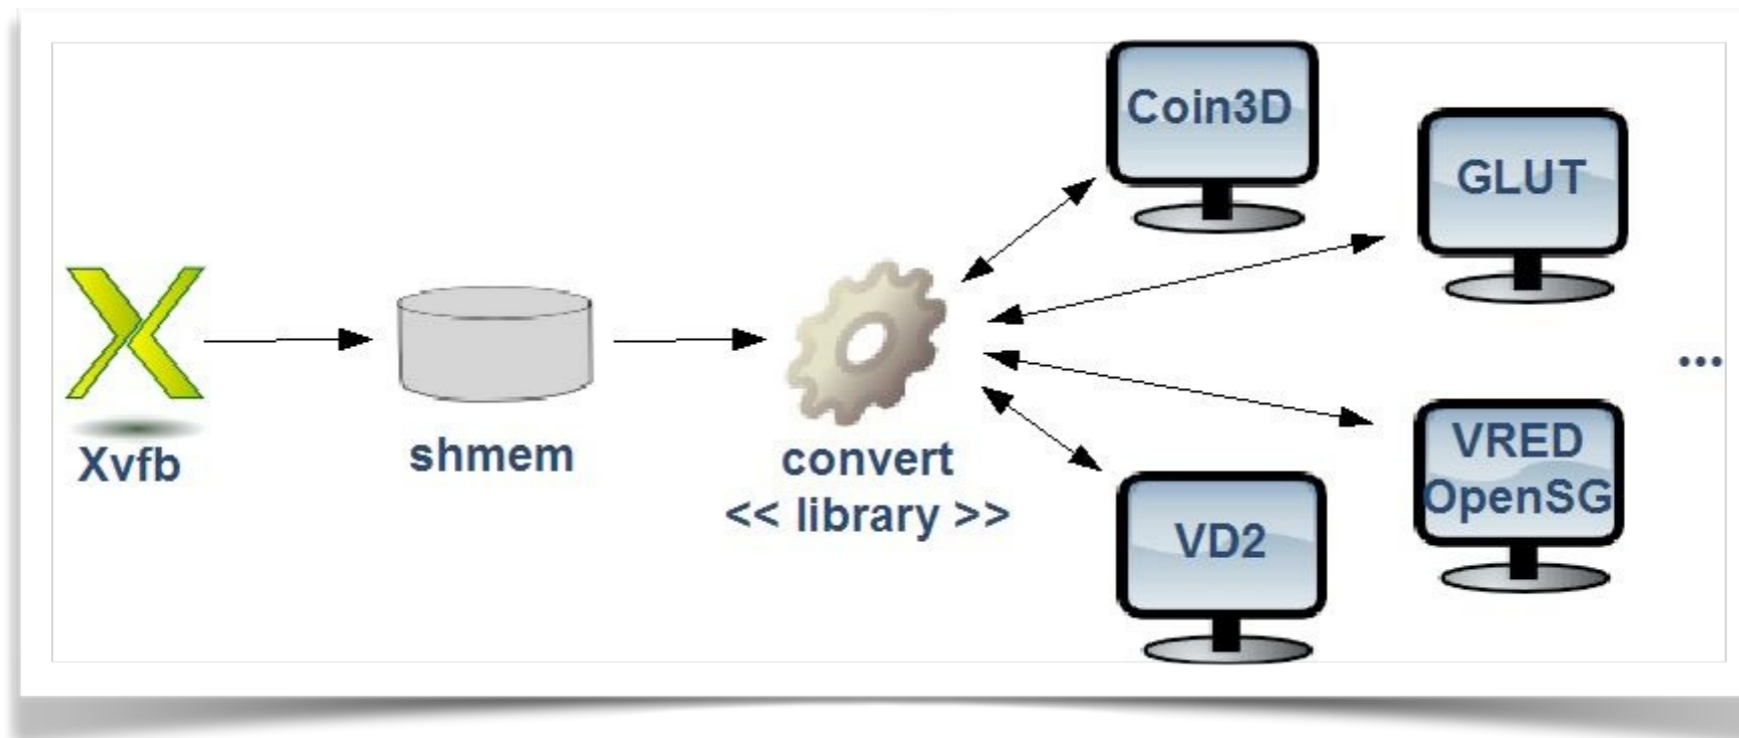 Xvfb
shmem
convert
<< library >>
Coin3D
GLUT
VRED
OpenSG
VD2
...